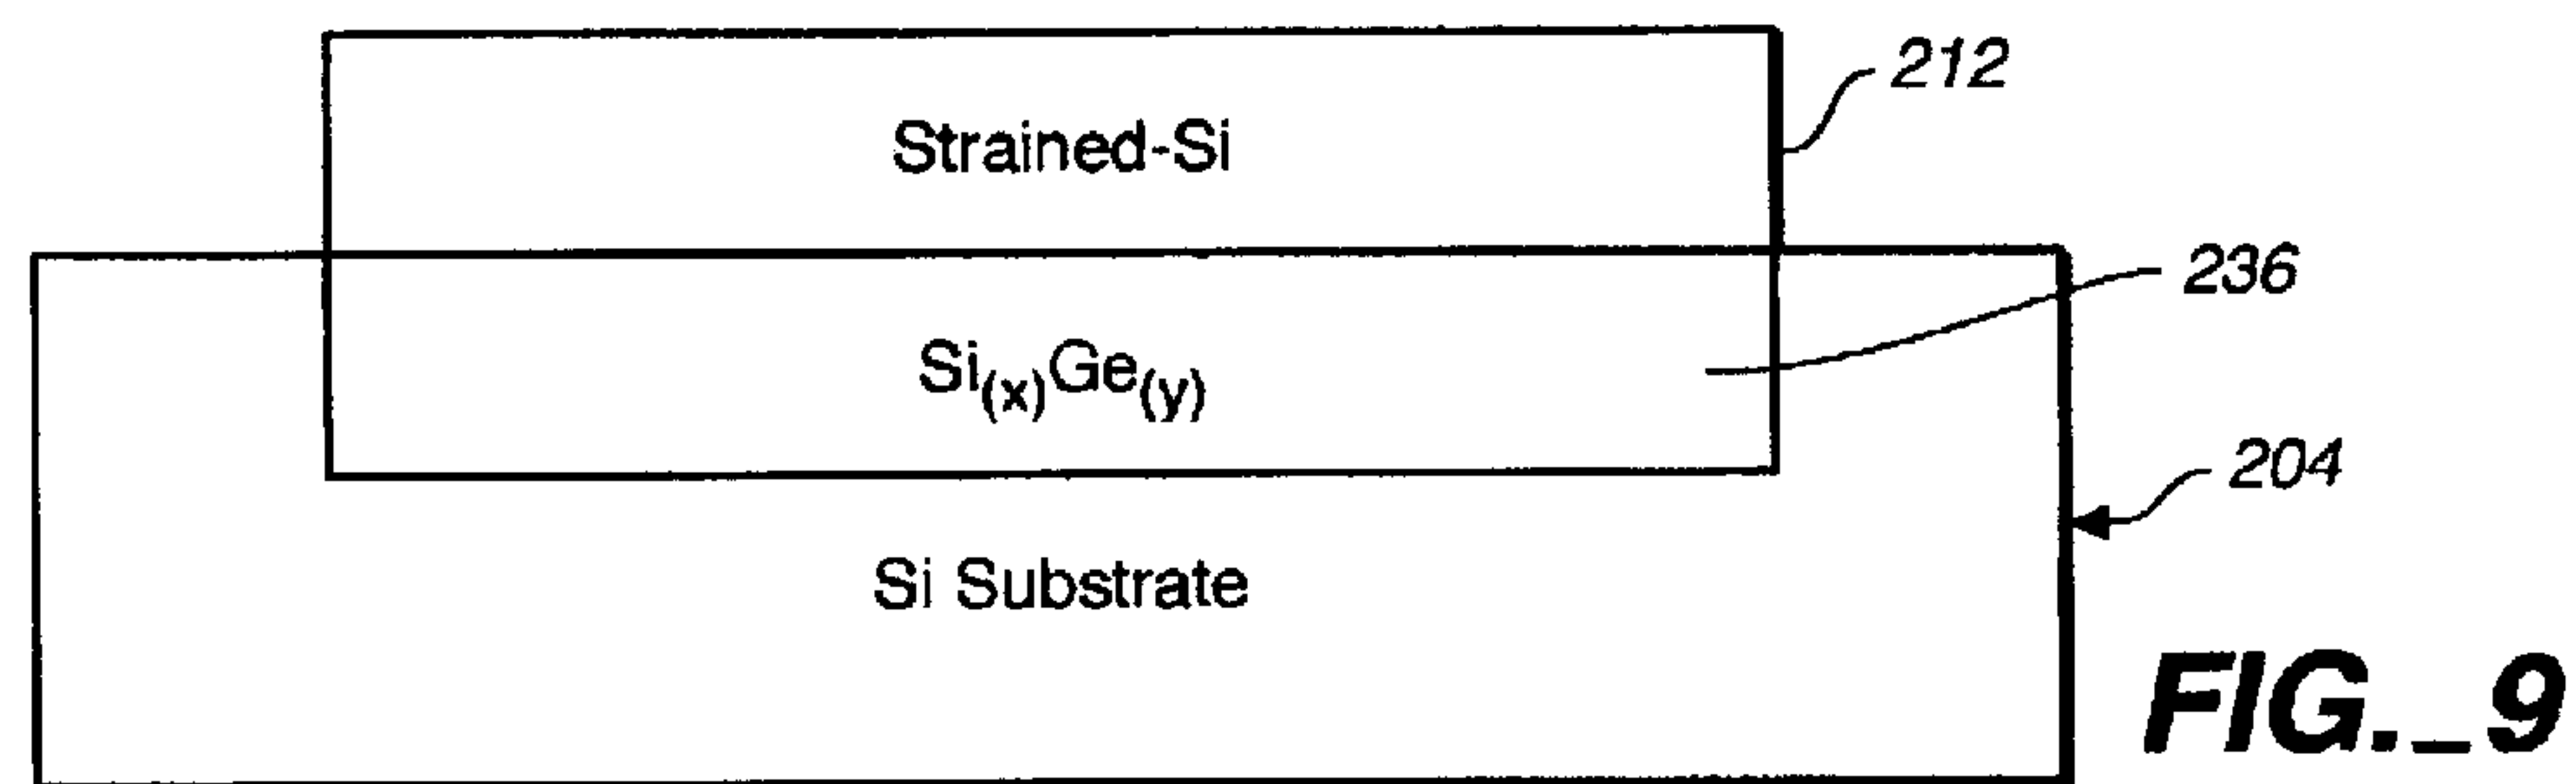 212
Strained-Si
236
Si(x)Ge(y)
204
Si Substrate
FIG._9